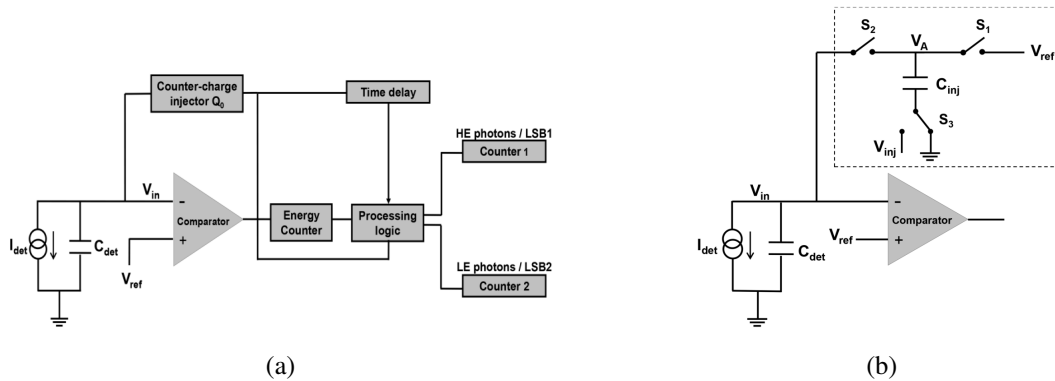 Counter-charge
injector Q0
Time delay
HE photons / LSB1
Counter 1
Vin
-
Comparator
+
Energy
Counter
Processing
logic
Idet
Cdet
Vref
LE photons / LSB2
Counter 2
(a)
S2
S1
VA
Vref
Cinj
S3
Vinj
Vin
-
Comparator
Vref
+
Idet
Cdet
(b)